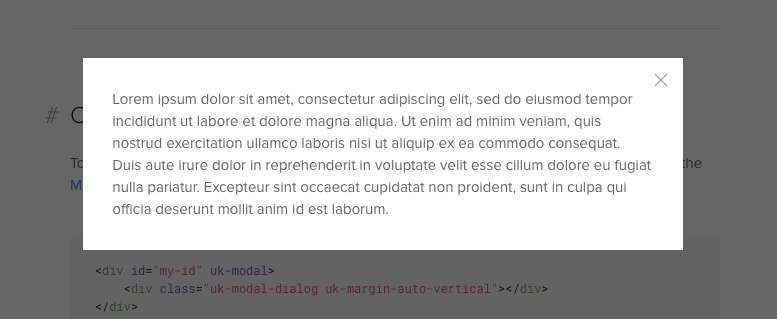 Lorem ipsum dolor sit amet, consectetur adipiscing elit, sed do eiusmod tempor
incididunt ut labore et dolore magna aliqua. Ut enim ad minim veniam, quis
nostrud exercitation ullamco laboris nisi ut aliquip ex ea commodo consequat.
Duis aute irure dolor in reprehenderit in voluptate velit esse cillum dolore eu fugiat
nulla pariatur. Excepteur sint occaecat cupidatat non proident, sunt in culpa qui
officia deserunt mollit anim id est laborum.
#
the
<div id="my-id" uk-modal>
<div class="uk-modal-dialog uk-margin-auto-vertical"></div>
</div>